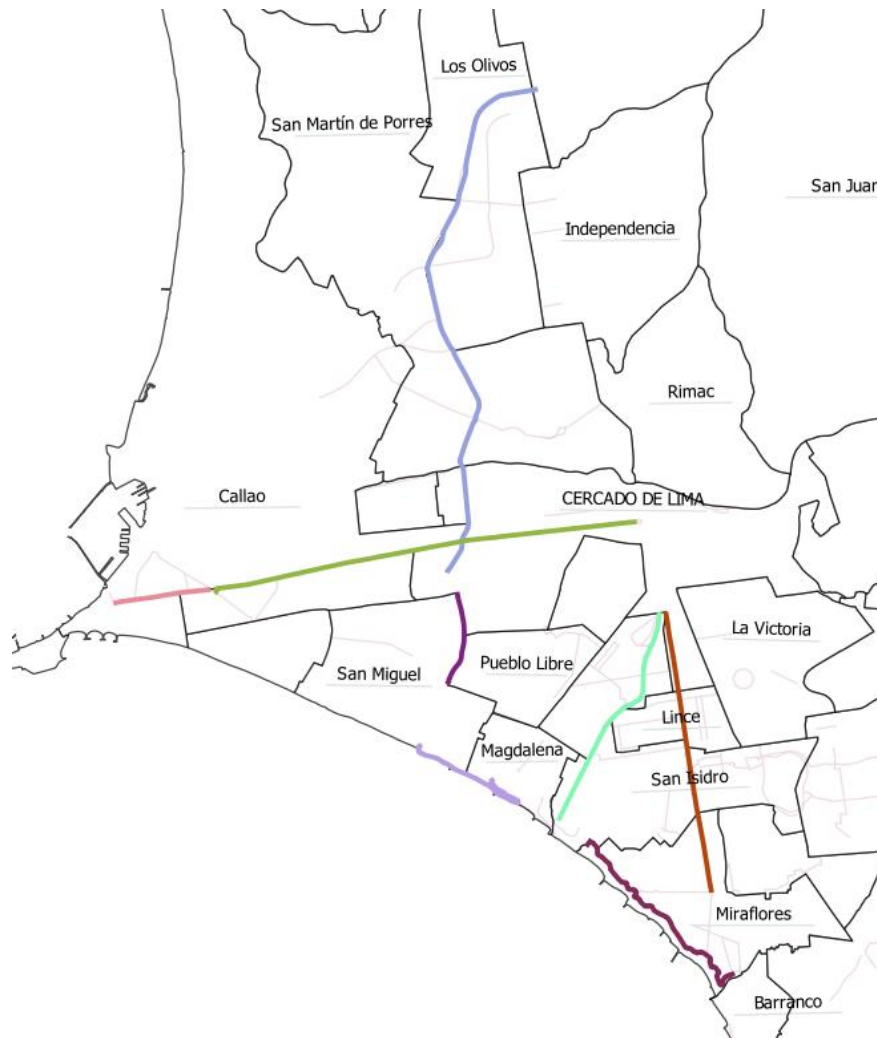 Los Olivos
San Martín de Porres
San Juar
Independencia
Rimac
Callao
CERCADO DE LIMA
La Victoria
Pueblo Libre
San Miguel
Lince
Magdalena
San Isidro
Miraflores
Barranco